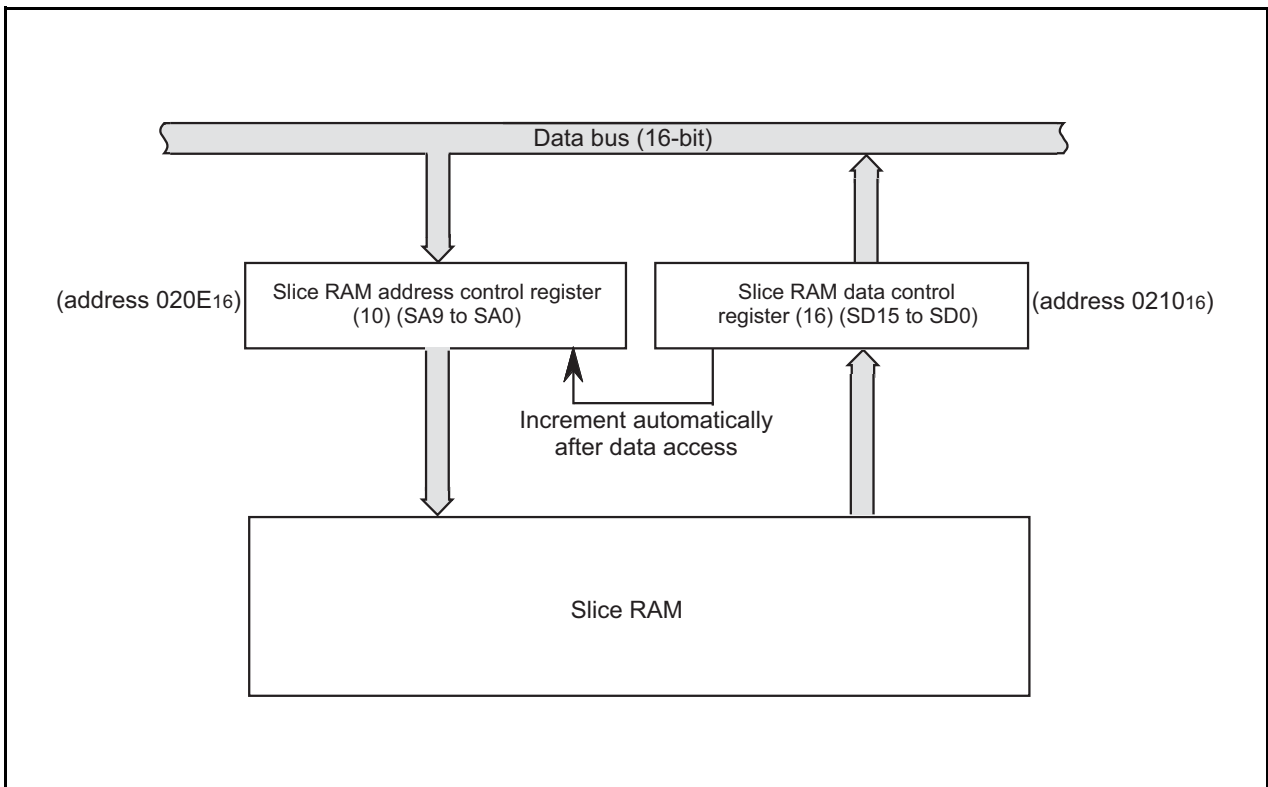 Data bus (16-bit)
(address 020E16)
Slice RAM address control register
(10) (SA9 to SA0)
Slice RAM data control
register (16) (SD15 to SD0)
(address 021016)
Increment automatically
after data access
Slice RAM